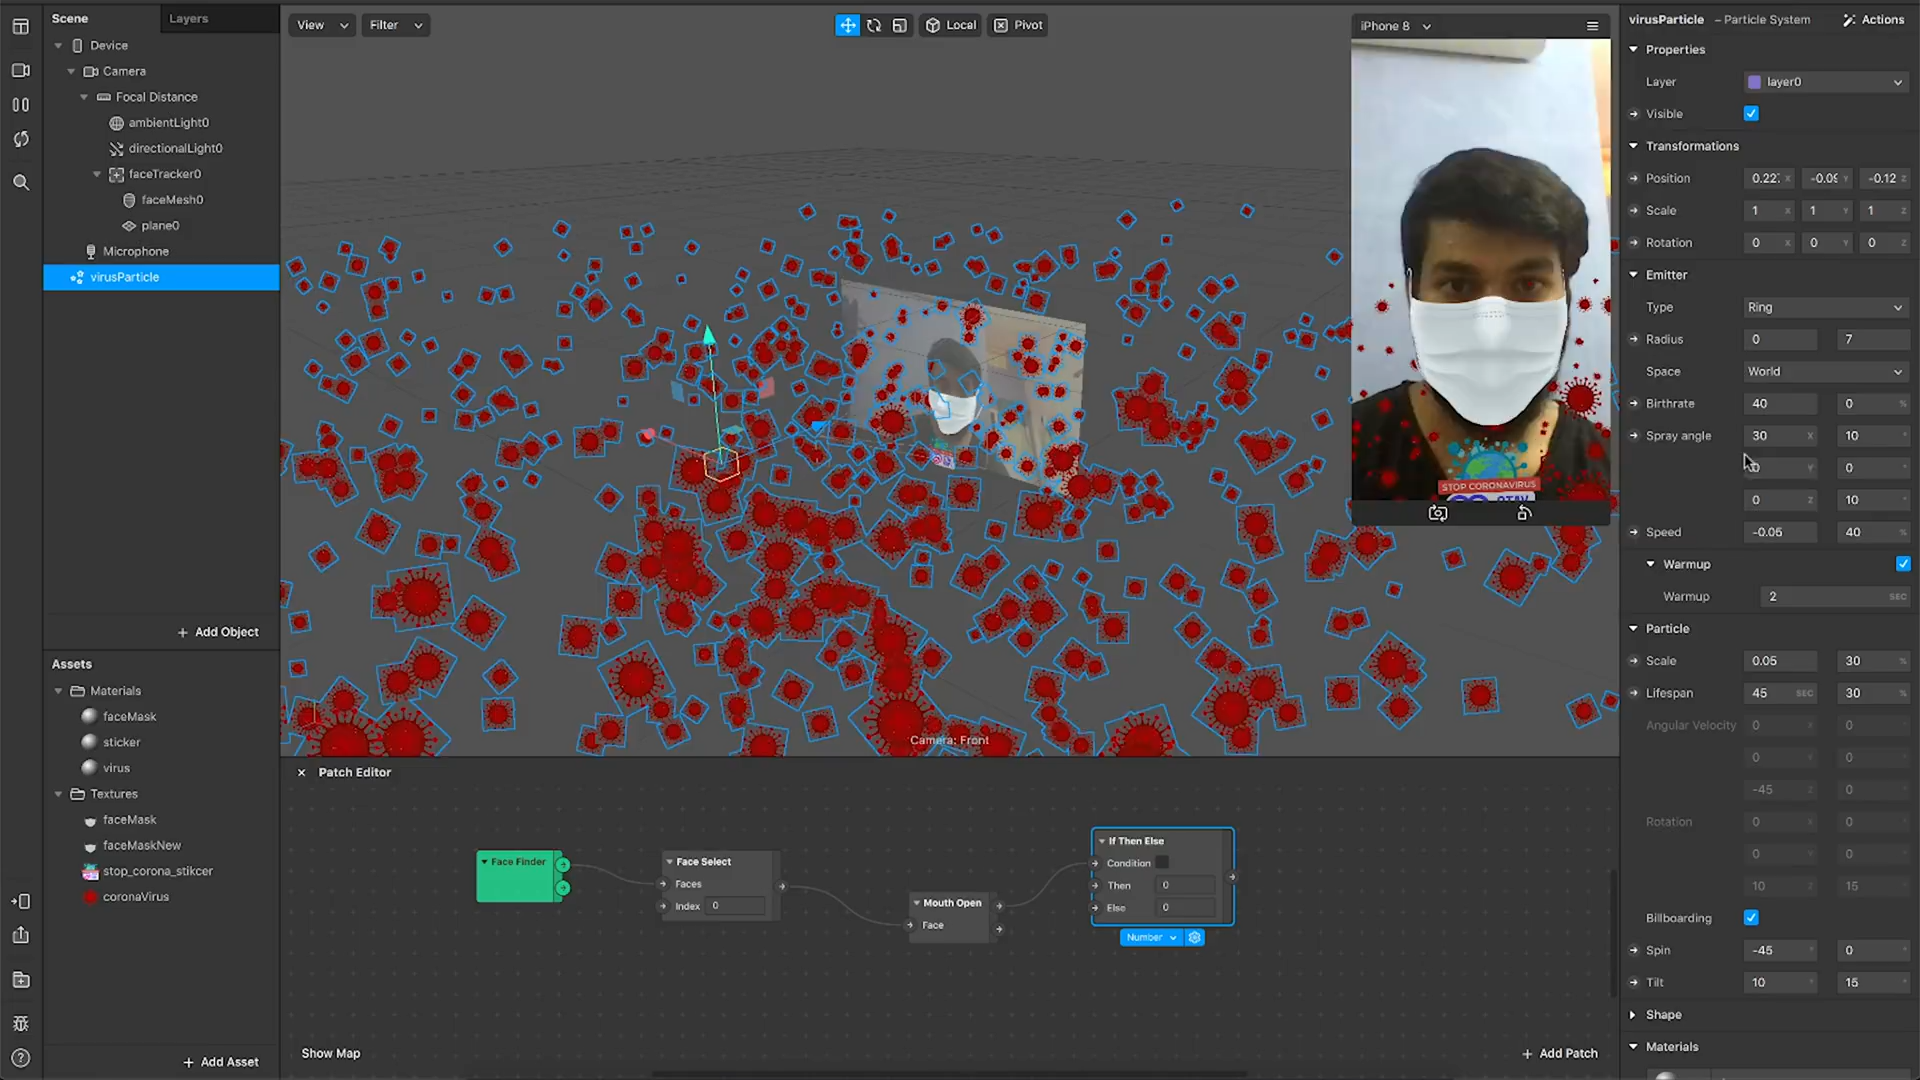 Scene
Layers
Device
Camera
Focal Distance
ambientLight0
directionalLight0
faceTracker0
faceMesh0
plane0
Microphone
virusParticle
+ Add Object
Assets
Materials
faceMask
sticker
virus
Textures
faceMask
faceMaskNew
stop_corona_stikcer
coronaVirus
+ Add Asset
View
Filter
Local
Pivot
Camera: Front
iPhone 8
STOP CORONAVIRUS
Patch Editor
Face Finder
Face Select
Faces
Index 0
Mouth Open
Face
If Then Else
Condition
Then 0
Else 0
Number
Show Map
+ Add Patch
virusParticle – Particle System
Actions
Properties
Layer layer0
Visible
Transformations
Position 0.22 X -0.09 Y -0.12 Z
Scale 1 X 1 Y 1 Z
Rotation 0 X 0 Y 0 Z
Emitter
Type Ring
Radius 0 7
Space World
Birthrate 40 0 %
Spray angle 30 X 10 °
0 Y 0 °
0 Z 10 °
Speed -0.05 40 %
Warmup
Warmup 2 SEC
Particle
Scale 0.05 30 %
Lifespan 45 SEC 30 %
Angular Velocity 0 X 0 °
0 Y 0 °
-45 Z 0 °
Rotation 0 X 0 °
0 Y 0 °
10 Z 15 °
Billboarding
Spin -45 ° 0 °
Tilt 10 ° 15 °
Shape
Materials